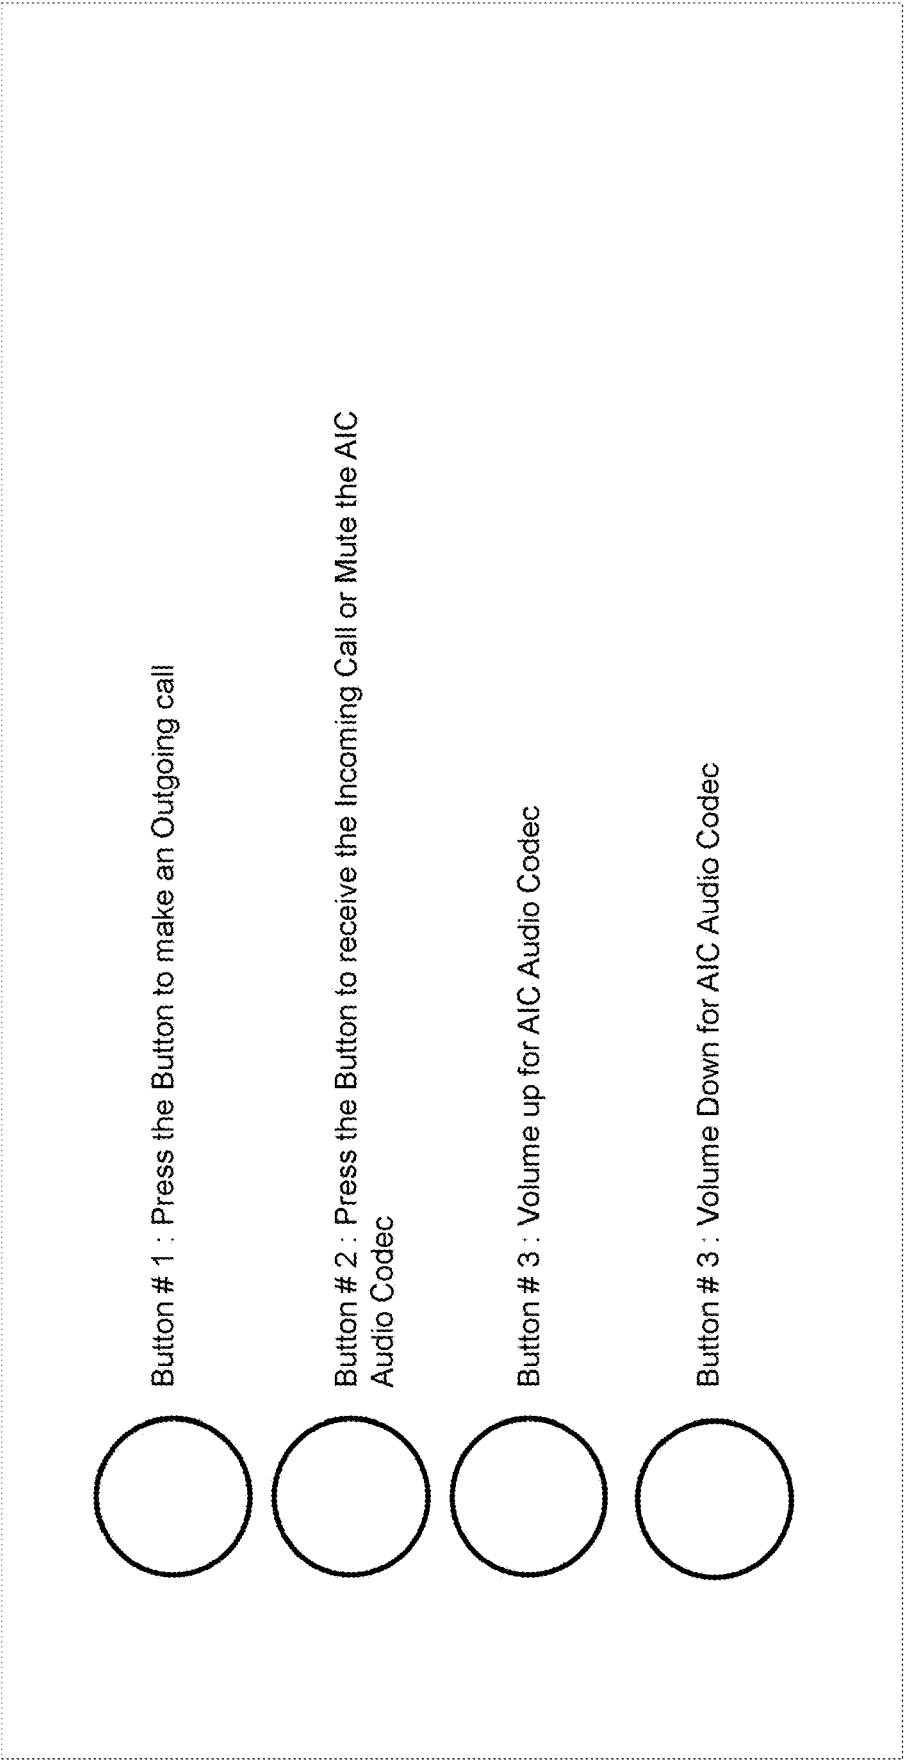 Button # 1 : Press the Button to make an Outgoing call
Button # 2 : Press the Button to receive the Incoming Call or Mute the AIC
Audio Codec
Button # 3 : Volume up for AIC Audio Codec
Button # 3 : Volume Down for AIC Audio Codec